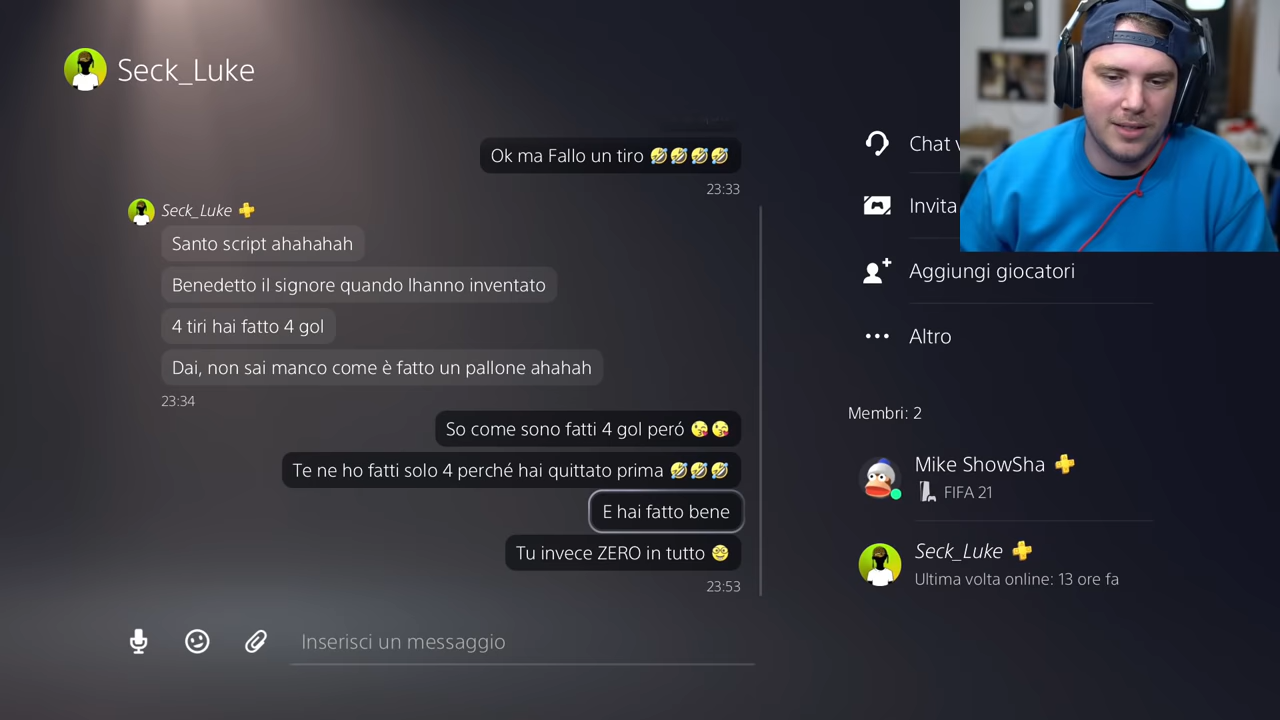 Seck_Luke
Ok ma Fallo un tiro 🤣🤣🤣🤣
23:33
Seck_Luke
Santo script ahahahah
Benedetto il signore quando lhanno inventato
4 tiri hai fatto 4 gol
Dai, non sai manco come è fatto un pallone ahahah
23:34
So come sono fatti 4 gol peró 😘😘
Te ne ho fatti solo 4 perché hai quittato prima 🤣🤣🤣
E hai fatto bene
Tu invece ZERO in tutto 🤓
23:53
Inserisci un messaggio
Chat
Invita
Aggiungi giocatori
Altro
Membri: 2
Mike ShowSha
FIFA 21
Seck_Luke
Ultima volta online: 13 ore fa